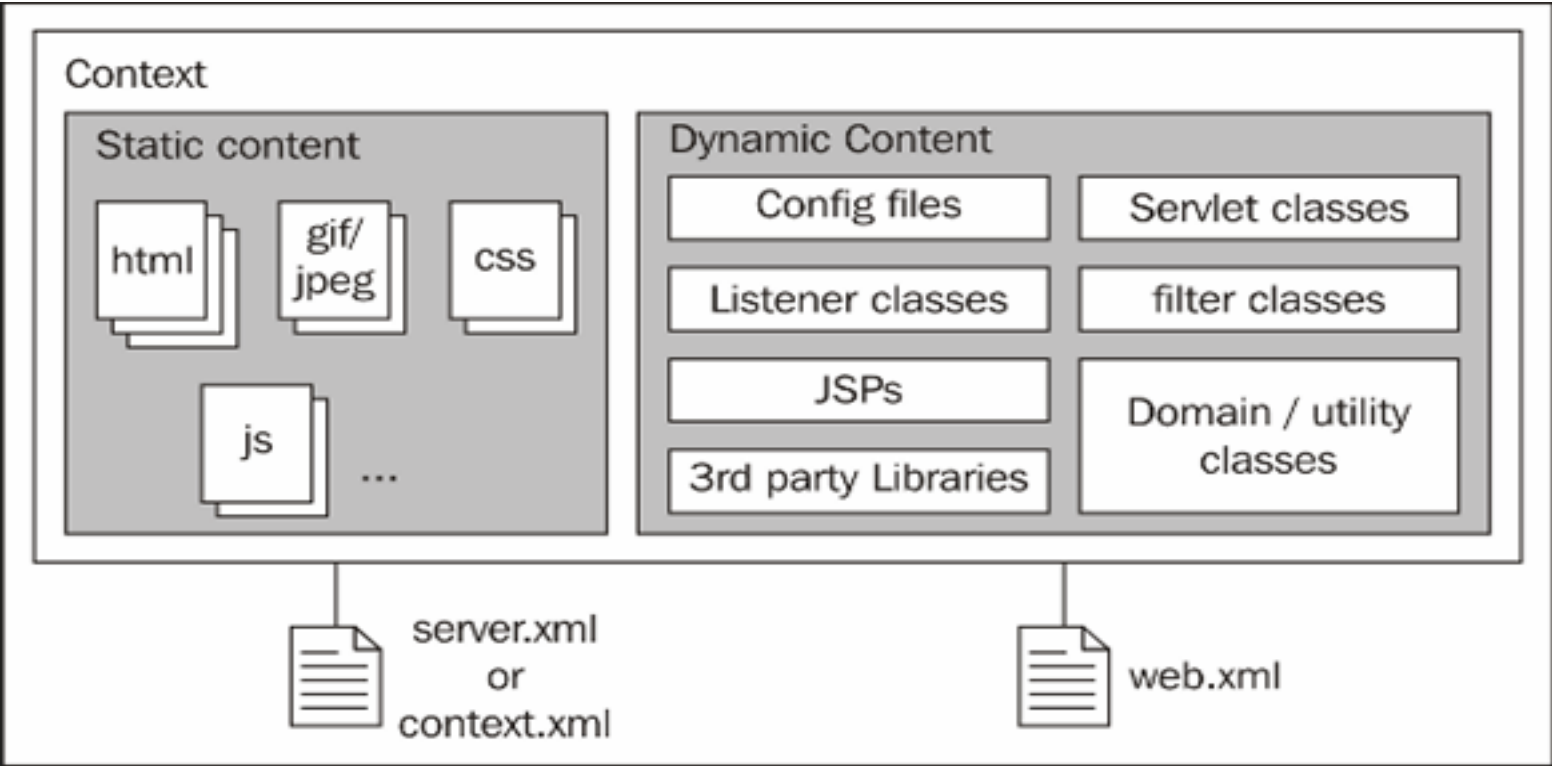 Context
Static content
html
gif/
jpeg
css
js
...
Dynamic Content
Config files
Servlet classes
Listener classes
filter classes
JSPs
Domain / utility
classes
3rd party Libraries
server.xml
or
context.xml
web.xml